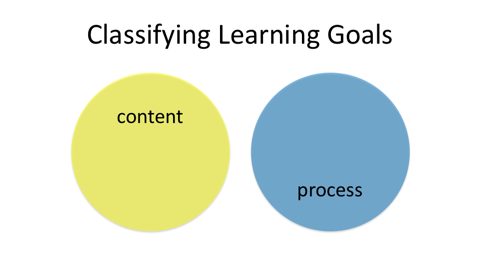 Classifying Learning Goals
content
process